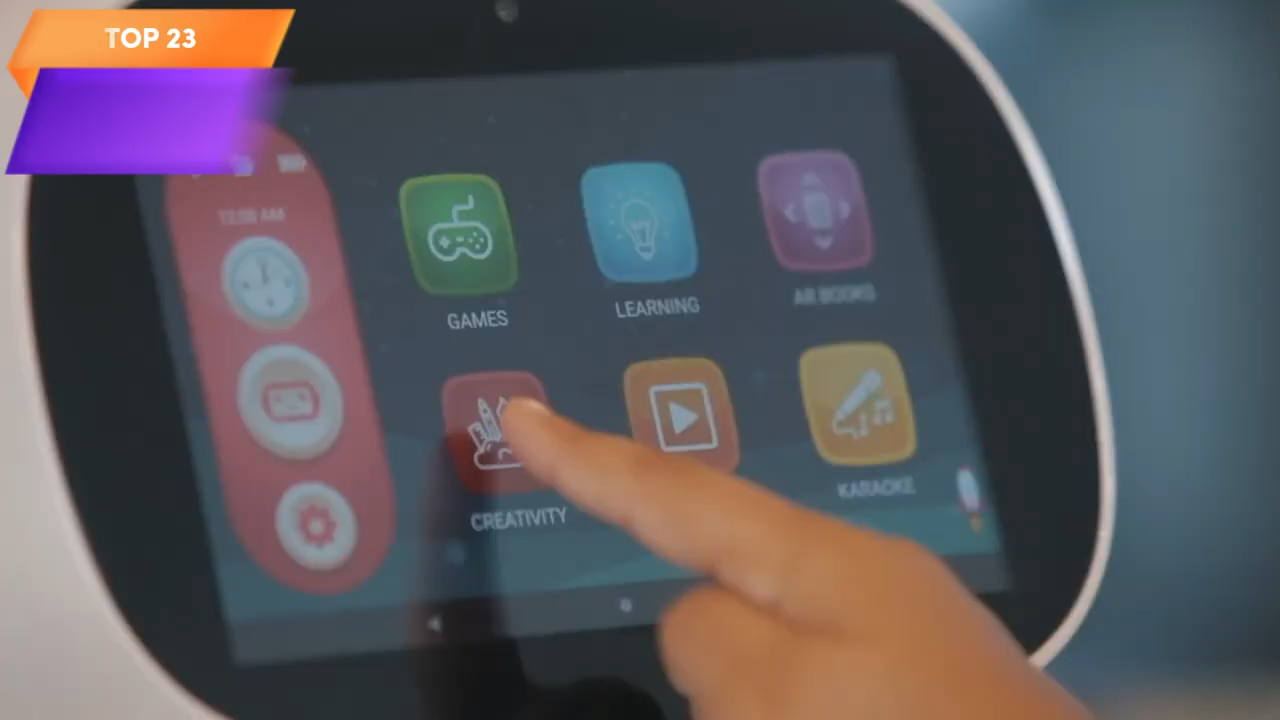 TOP 23
GAMES
LEARNING
AR BOOKS
CREATIVITY
KARAOKE